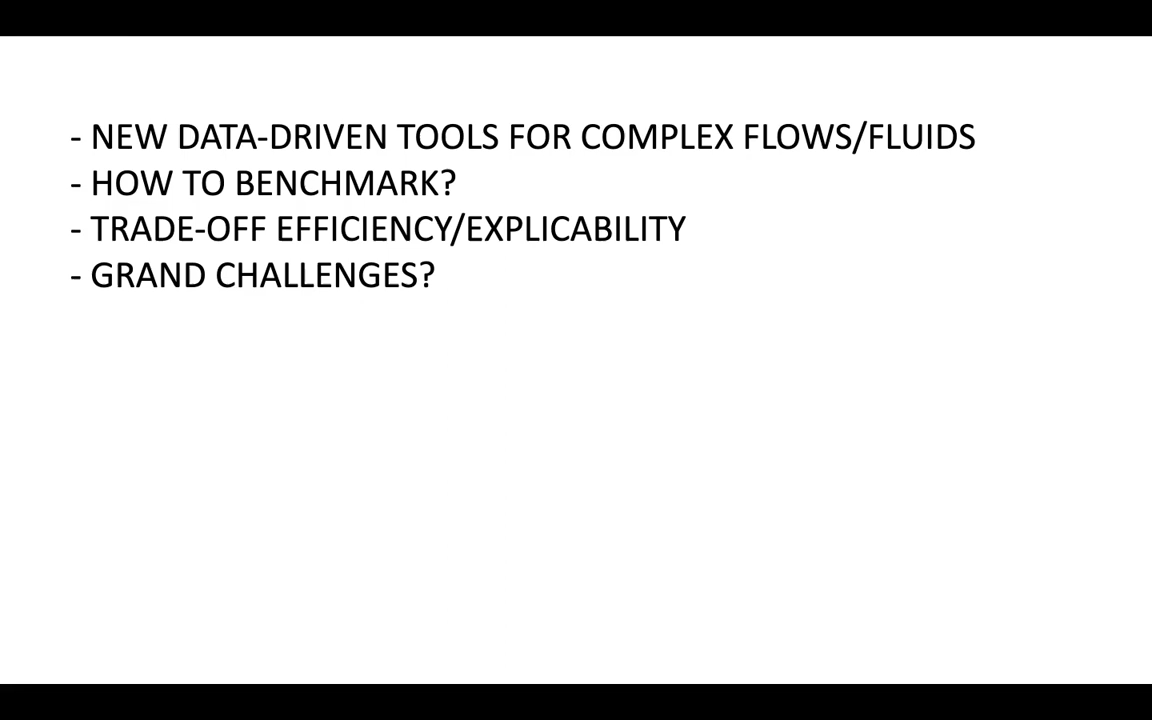 - NEW DATA-DRIVEN TOOLS FOR COMPLEX FLOWS/FLUIDS
- HOW TO BENCHMARK?
- TRADE-OFF EFFICIENCY/EXPLICABILITY
- GRAND CHALLENGES?